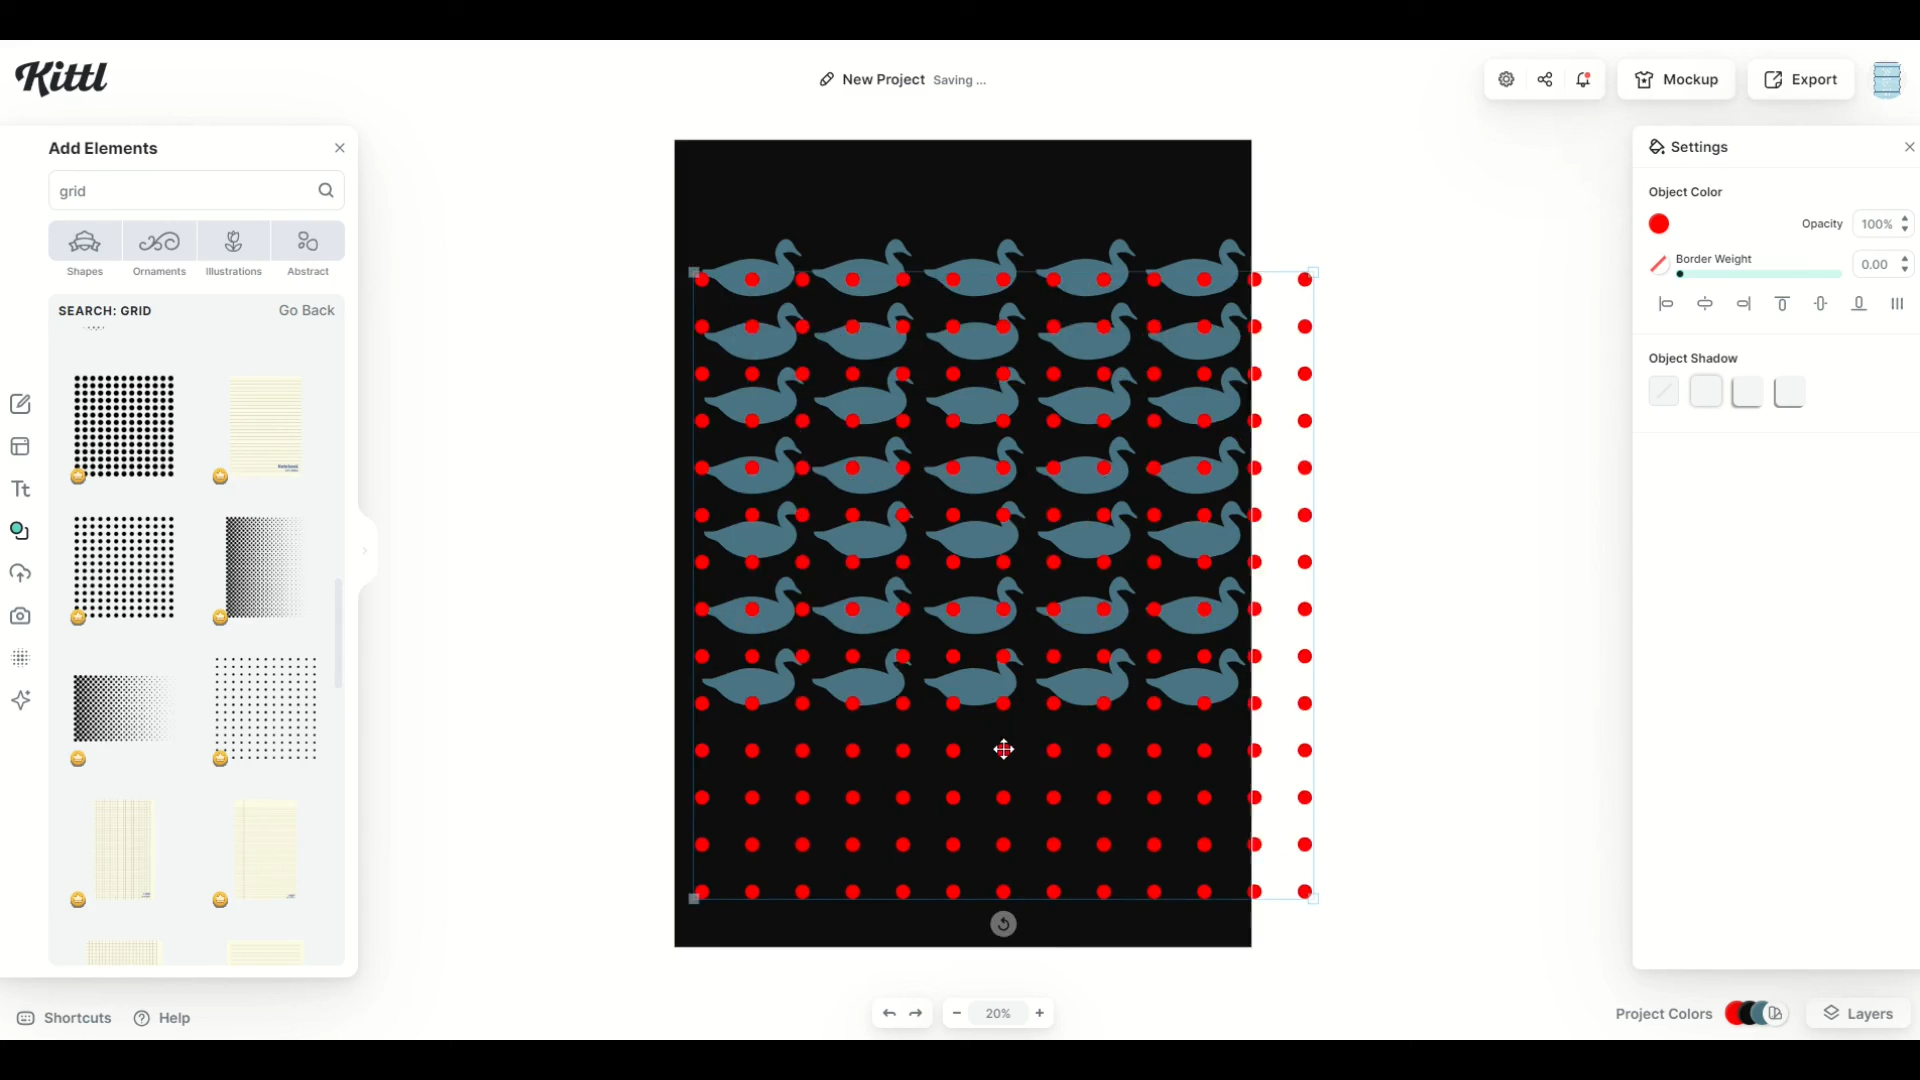 Kittl
New Project Saving ...
Mockup
Export
Add Elements
grid
Shapes Ornaments Illustrations Abstract
SEARCH: GRID Go Back
Settings
Object Color
Opacity 100%
Border Weight 0.00
Object Shadow
Tt
Shortcuts Help
20%
Project Colors Layers